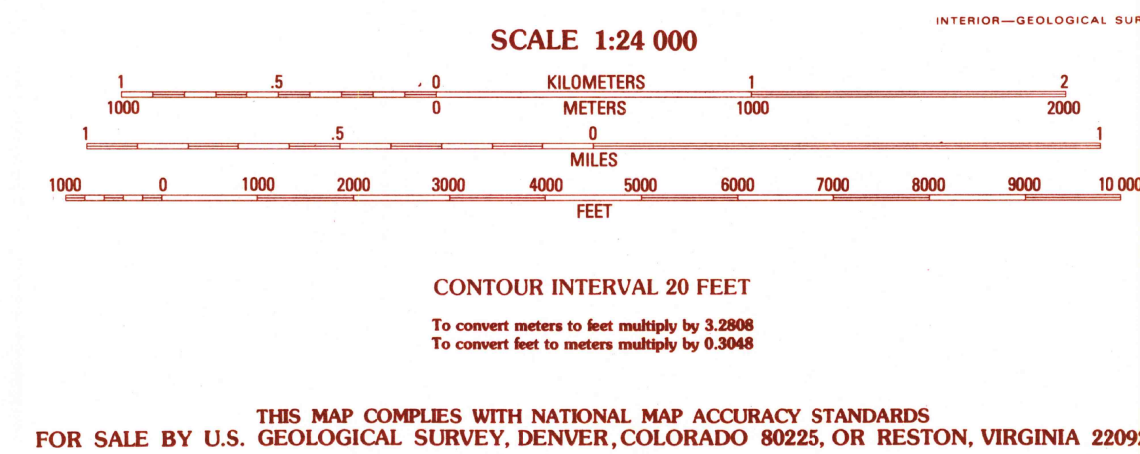 INTERIOR—GEOLOGICAL SUR
SCALE 1:24 000
1 .5 0 KILOMETERS 1 2
1000 0 METERS 1000 2000
1 .5 0 1
MILES
1000 0 1000 2000 3000 4000 5000 6000 7000 8000 9000 10 000
FEET
CONTOUR INTERVAL 20 FEET
To convert meters to feet multiply by 3.2808
To convert feet to meters multiply by 0.3048
THIS MAP COMPLIES WITH NATIONAL MAP ACCURACY STANDARDS
FOR SALE BY U.S. GEOLOGICAL SURVEY, DENVER, COLORADO 80225, OR RESTON, VIRGINIA 22092